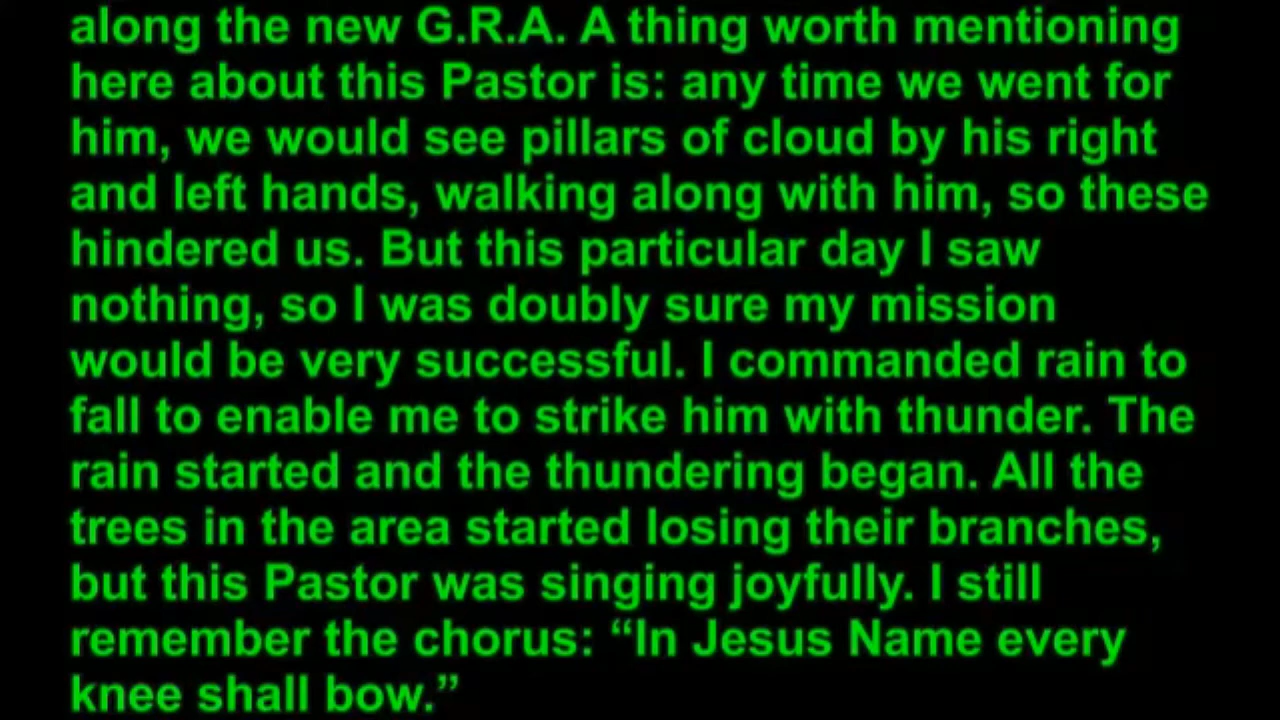 along the new G.R.A. A thing worth mentioning
here about this Pastor is: any time we went for
him, we would see pillars of cloud by his right
and left hands, walking along with him, so these
hindered us. But this particular day I saw
nothing, so I was doubly sure my mission
would be very successful. I commanded rain to
fall to enable me to strike him with thunder. The
rain started and the thundering began. All the
trees in the area started losing their branches,
but this Pastor was singing joyfully. I still
remember the chorus: “In Jesus Name every
knee shall bow.”